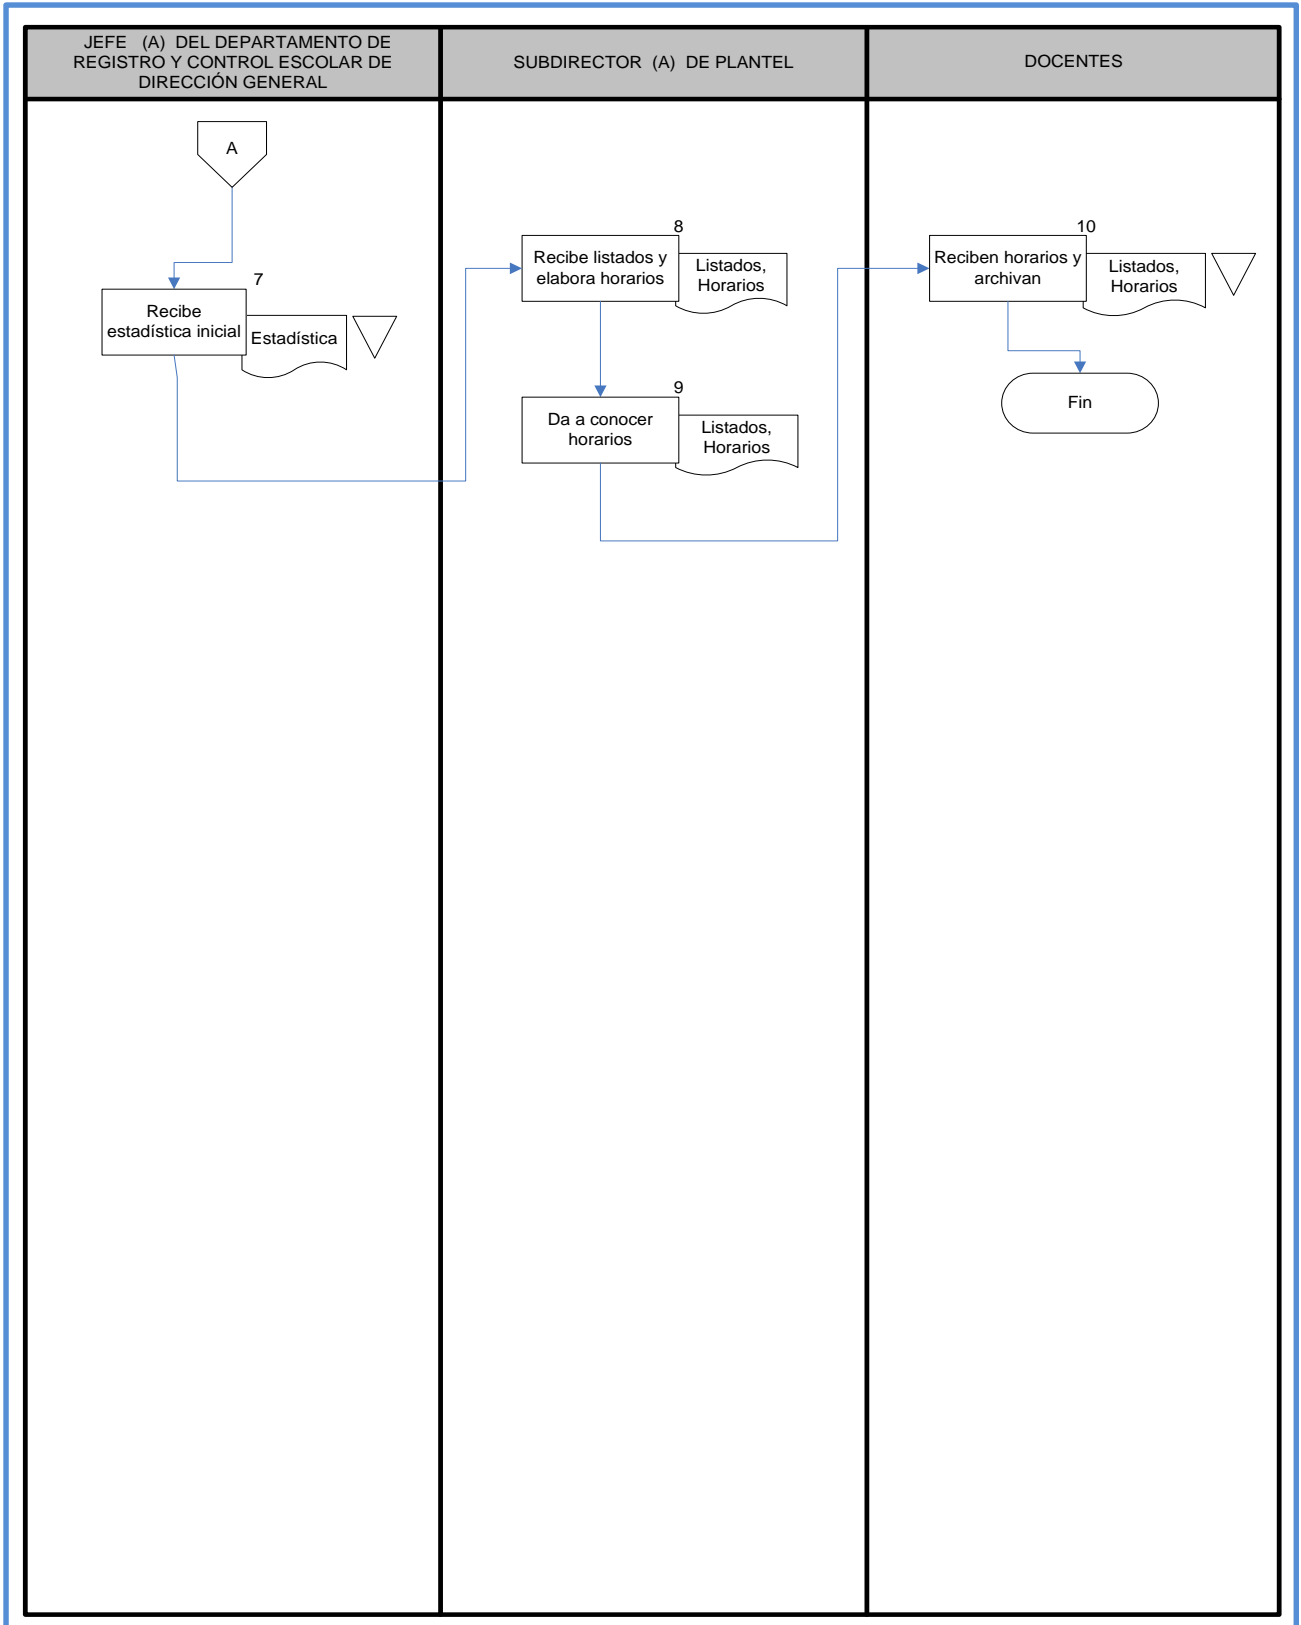 JEFE (A) DEL DEPARTAMENTO DE
REGISTRO Y CONTROL ESCOLAR DE
DIRECCIÓN GENERAL
SUBDIRECTOR (A) DE PLANTEL
DOCENTES
A
7
Recibe
estadística inicial
Estadística
8
Recibe listados y
elabora horarios
Listados,
Horarios
9
Da a conocer
horarios
Listados,
Horarios
10
Reciben horarios y
archivan
Listados,
Horarios
Fin